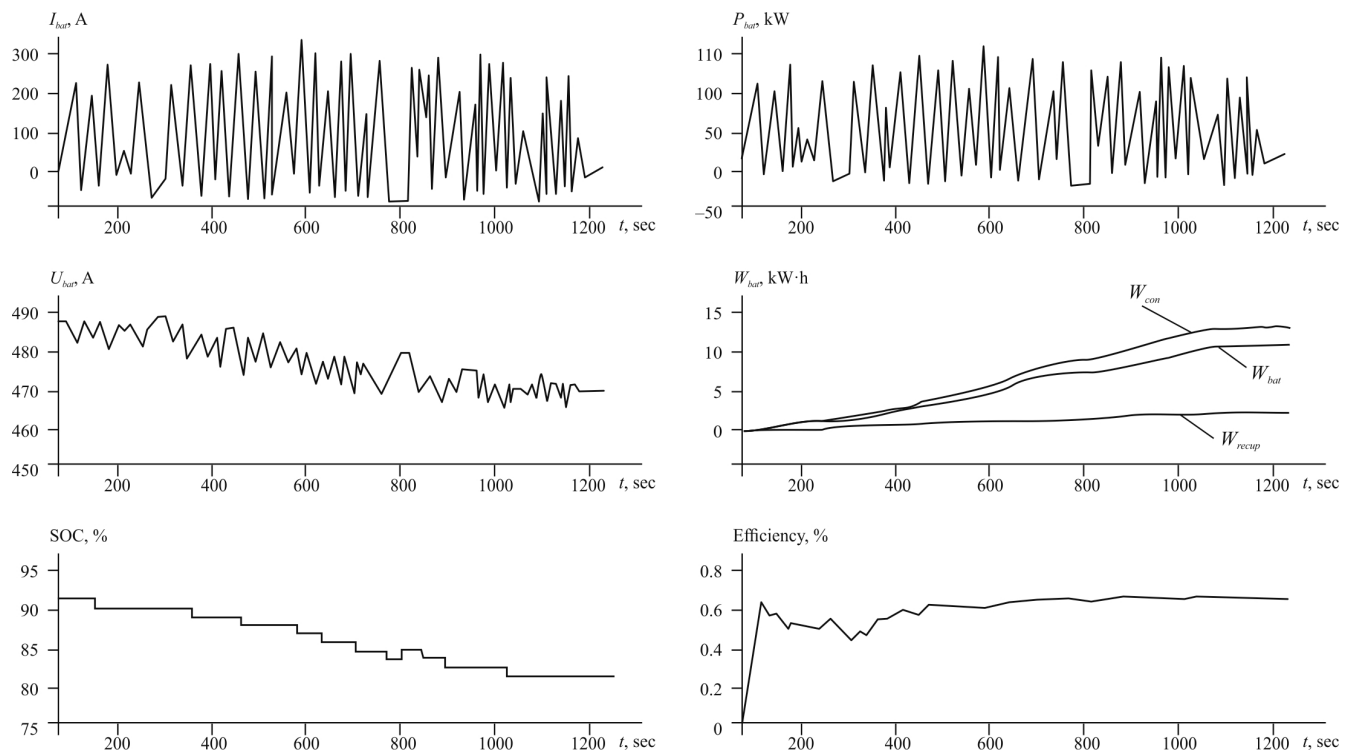 I_bat, A
300
200
100
0
200 400 600 800 1000 1200 t, sec
P_bat, kW
110
100
50
0
–50
200 400 600 800 1000 1200 t, sec
U_bat, A
490
480
470
460
450
200 400 600 800 1000 1200 t, sec
W_bat, kW·h
15
10
5
0
W_con
W_bat
W_recup
200 400 600 800 1000 1200 t, sec
SOC, %
95
90
85
80
75
200 400 600 800 1000 1200 t, sec
Efficiency, %
0.8
0.6
0.4
0.2
0
200 400 600 800 1000 1200 t, sec